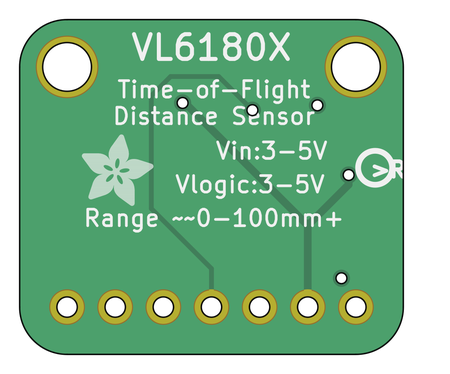 VL6180X
Time-of-Flight
Distance Sensor
Vin:3-5V
Vlogic:3-5V
>R
Range ~~0-100mm+